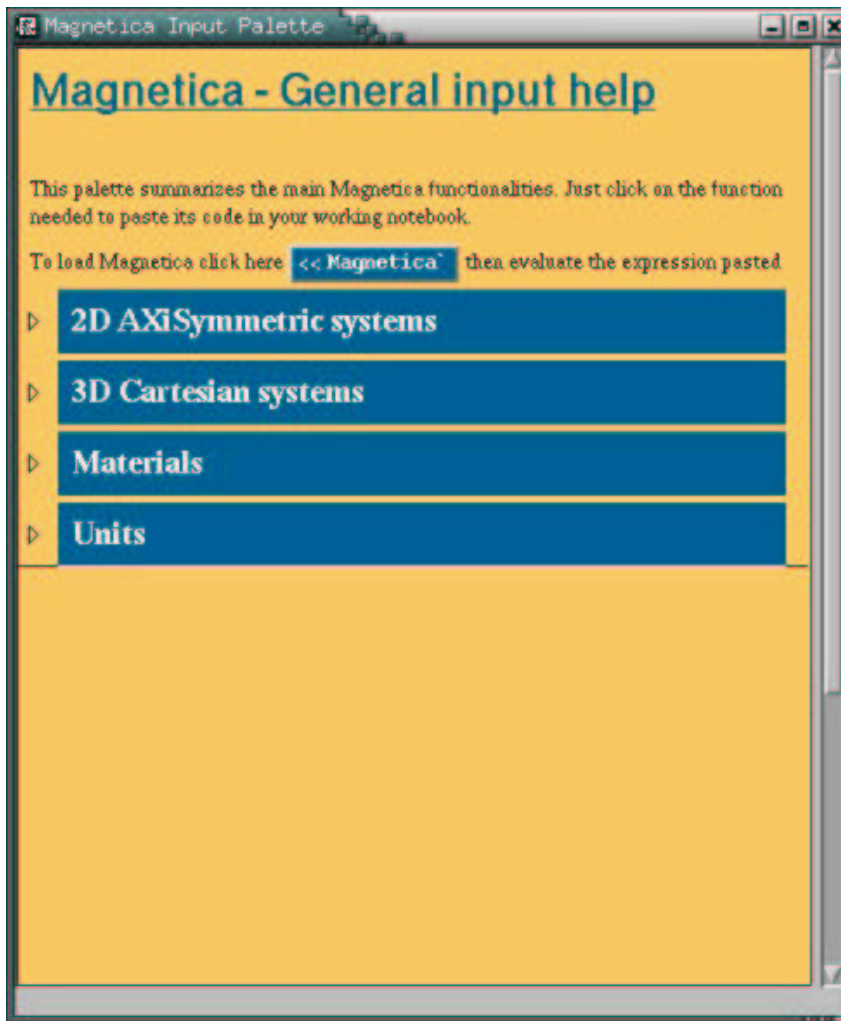 Magnetica Input Palette
Magnetica - General input help
This palette summarizes the main Magnetica functionalities. Just click on the function
needed to paste its code in your working notebook.
To load Magnetica click here << Magnetica` then evaluate the expression pasted
2D AXiSymmetric systems
3D Cartesian systems
Materials
Units